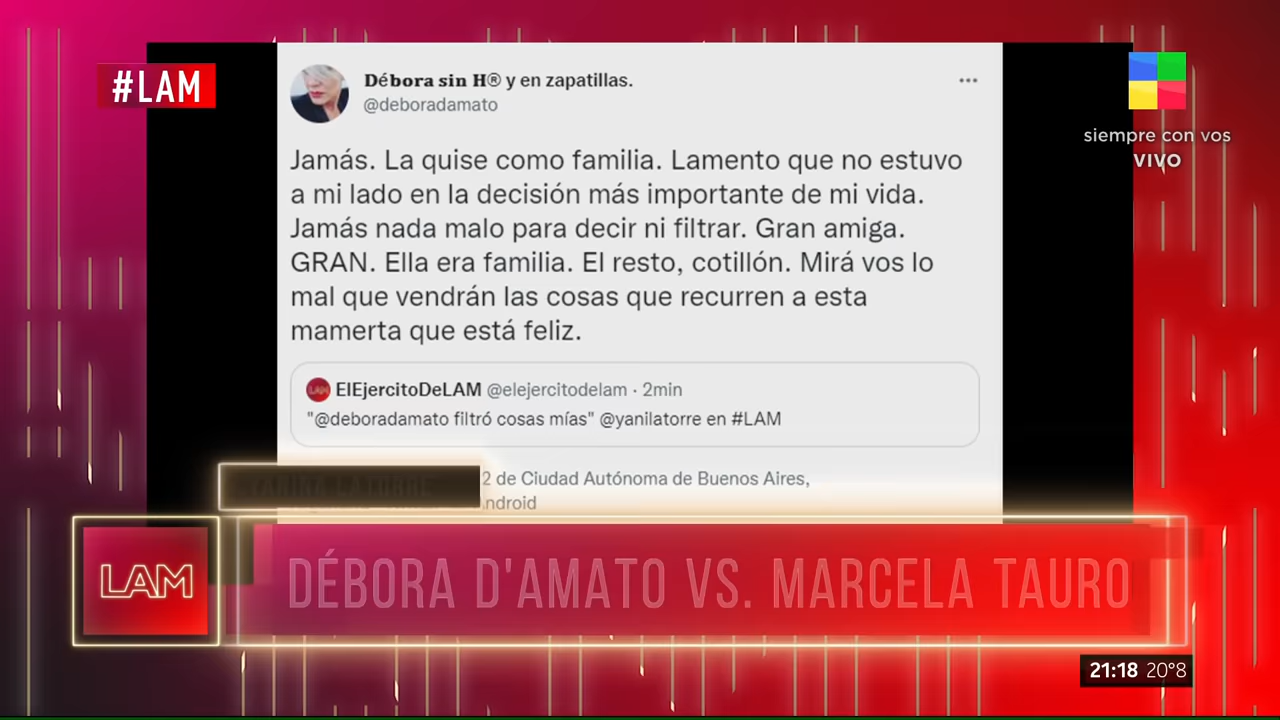 #LAM
Débora sin H® y en zapatillas.
@deboradamato
siempre con vos
VIVO
Jamás. La quise como familia. Lamento que no estuvo
a mi lado en la decisión más importante de mi vida.
Jamás nada malo para decir ni filtrar. Gran amiga.
GRAN. Ella era familia. El resto, cotillón. Mirá vos lo
mal que vendrán las cosas que recurren a esta
mamerta que está feliz.
LAM ElEjercitoDeLAM @elejercitodelam · 2min
"@deboradamato filtró cosas mías" @yanilatorre en #LAM
YANINA LATORRE
2 de Ciudad Autónoma de Buenos Aires,
ndroid
LAM
DÉBORA D'AMATO VS. MARCELA TAURO
21:18 20°8